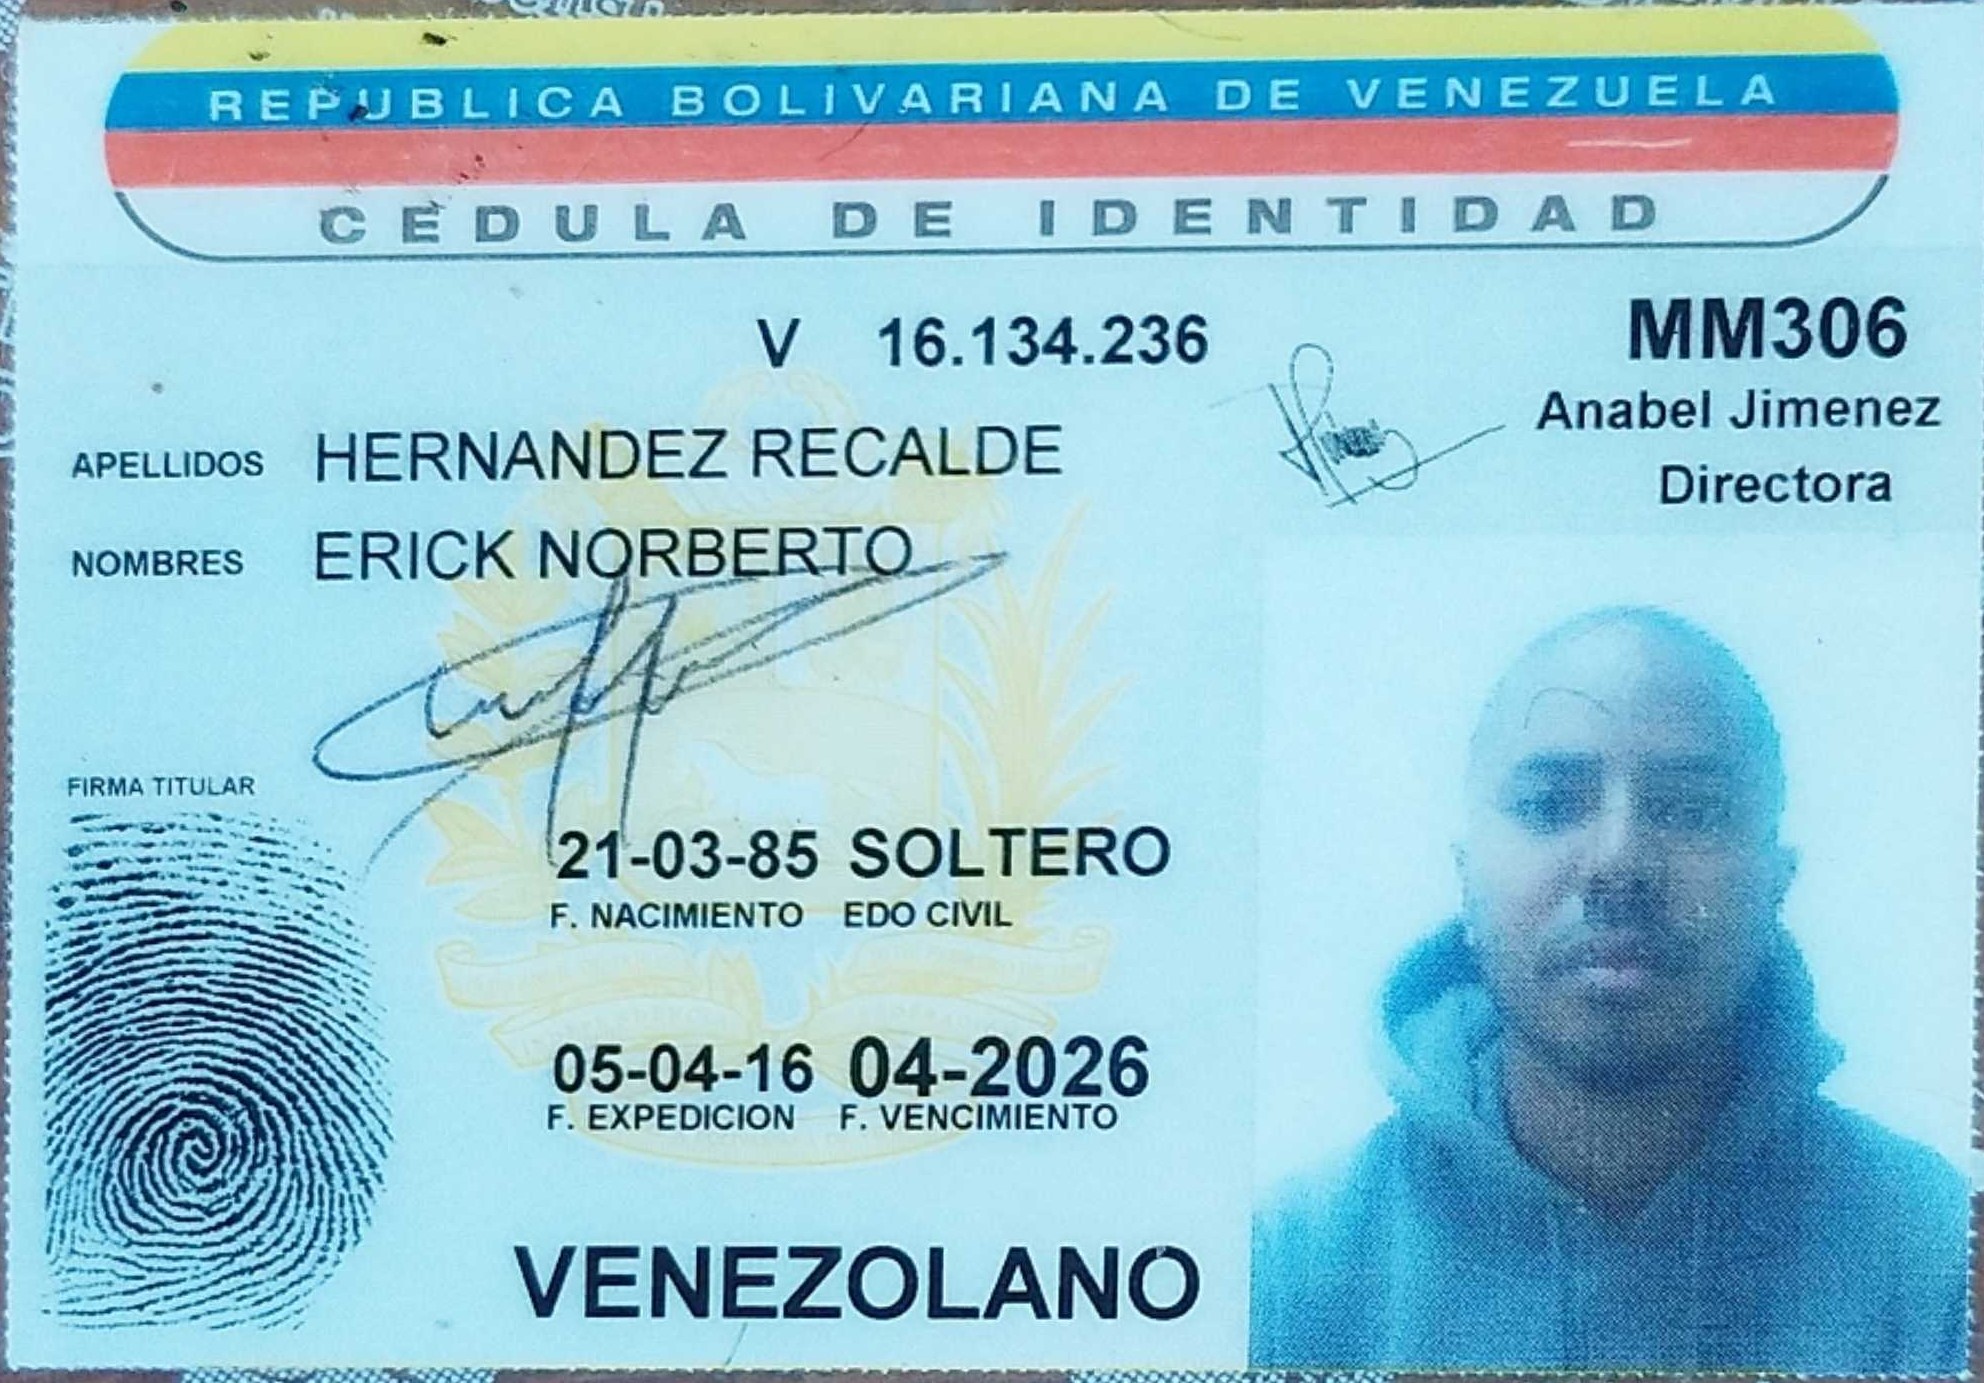 REPUBLICA BOLIVARIANA DE VENEZUELA
CEDULA DE IDENTIDAD
V 16.134.236
MM306
Anabel Jimenez
Directora
APELLIDOS HERNANDEZ RECALDE
NOMBRES ERICK NORBERTO
FIRMA TITULAR
21-03-85 SOLTERO
F. NACIMIENTO EDO CIVIL
05-04-16 04-2026
F. EXPEDICION F. VENCIMIENTO
VENEZOLANO